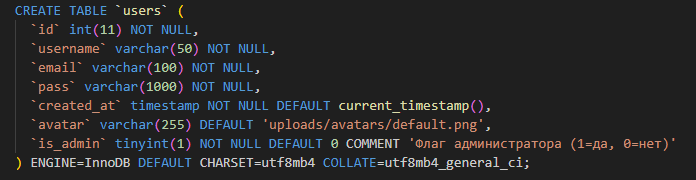 CREATE TABLE `users` (
  `id` int(11) NOT NULL,
  `username` varchar(50) NOT NULL,
  `email` varchar(100) NOT NULL,
  `pass` varchar(1000) NOT NULL,
  `created_at` timestamp NOT NULL DEFAULT current_timestamp(),
  `avatar` varchar(255) DEFAULT 'uploads/avatars/default.png',
  `is_admin` tinyint(1) NOT NULL DEFAULT 0 COMMENT 'Флаг администратора (1=да, 0=нет)'
) ENGINE=InnoDB DEFAULT CHARSET=utf8mb4 COLLATE=utf8mb4_general_ci;